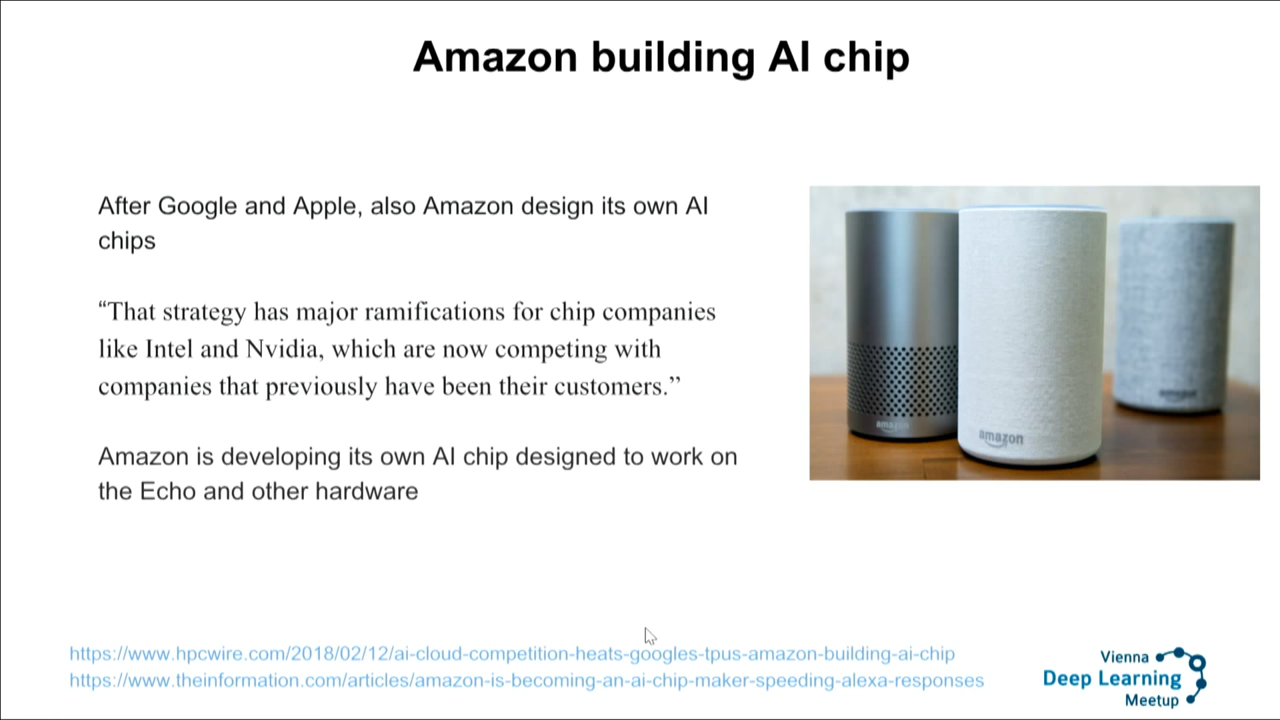 Amazon building AI chip
After Google and Apple, also Amazon design its own AI
chips
“That strategy has major ramifications for chip companies
like Intel and Nvidia, which are now competing with
companies that previously have been their customers.”
Amazon is developing its own AI chip designed to work on
the Echo and other hardware
amazon
amazon
amazon
https://www.hpcwire.com/2018/02/12/ai-cloud-competition-heats-googles-tpus-amazon-building-ai-chip
https://www.theinformation.com/articles/amazon-is-becoming-an-ai-chip-maker-speeding-alexa-responses
Vienna
Deep Learning
Meetup